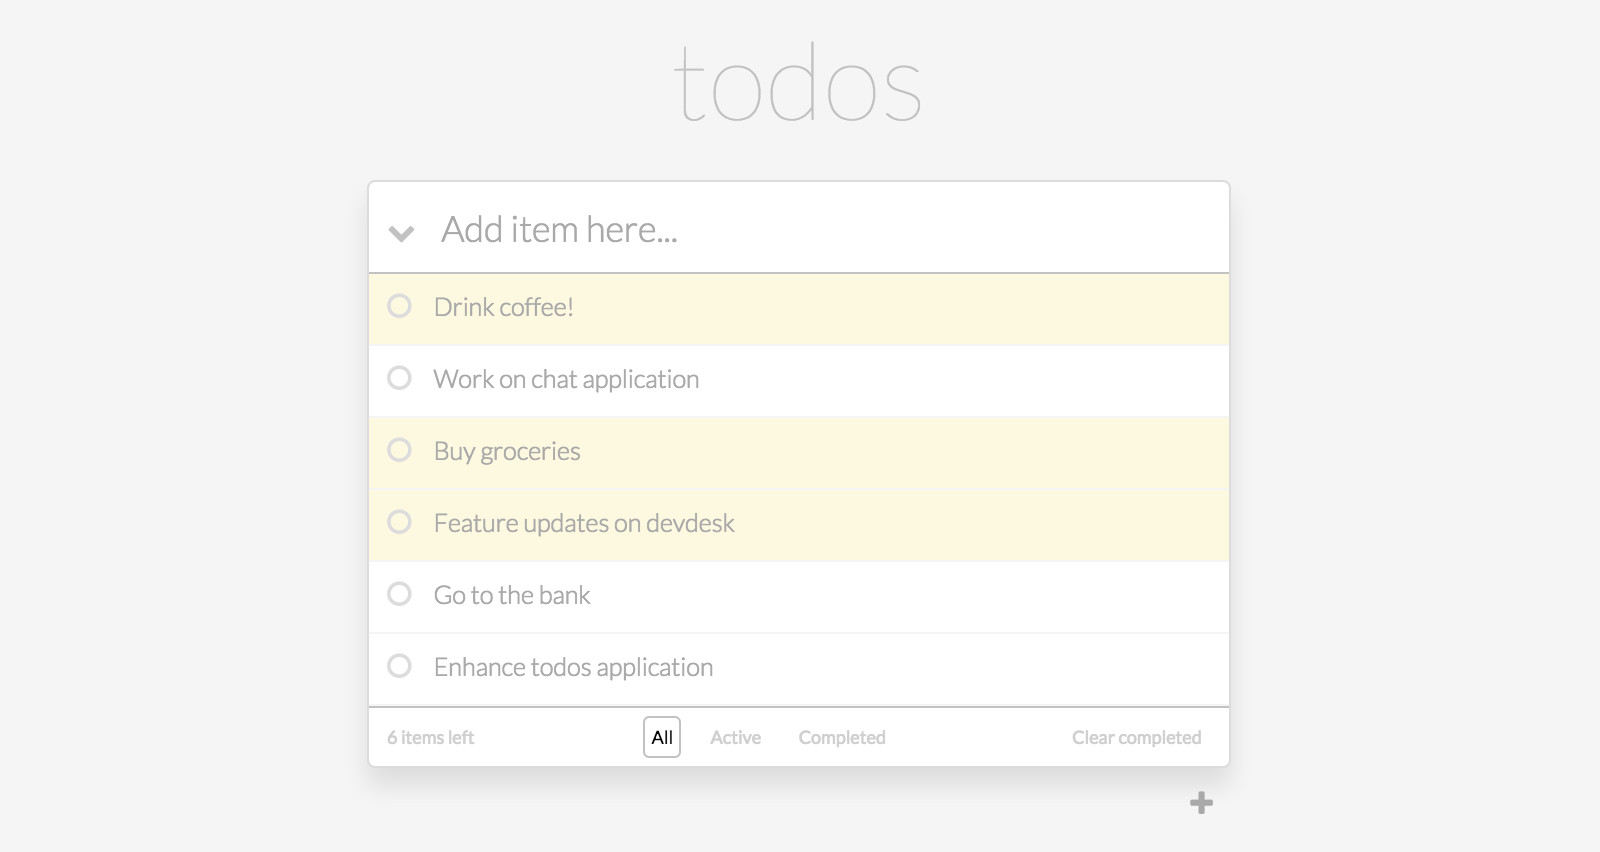 todos
Add item here...
Drink coffee!
Work on chat application
Buy groceries
Feature updates on devdesk
Go to the bank
Enhance todos application
6 items left All Active Completed Clear completed